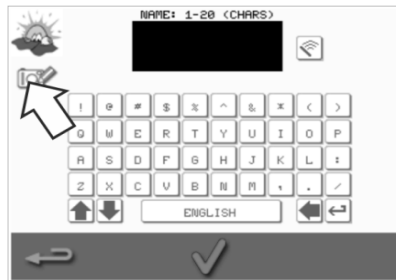 NAME: 1-20 (CHARS)
! @ # $ % ^ & * ( )
Q W E R T Y U I O P
A S D F G H J K L :
Z X C V B N M , . /
ENGLISH